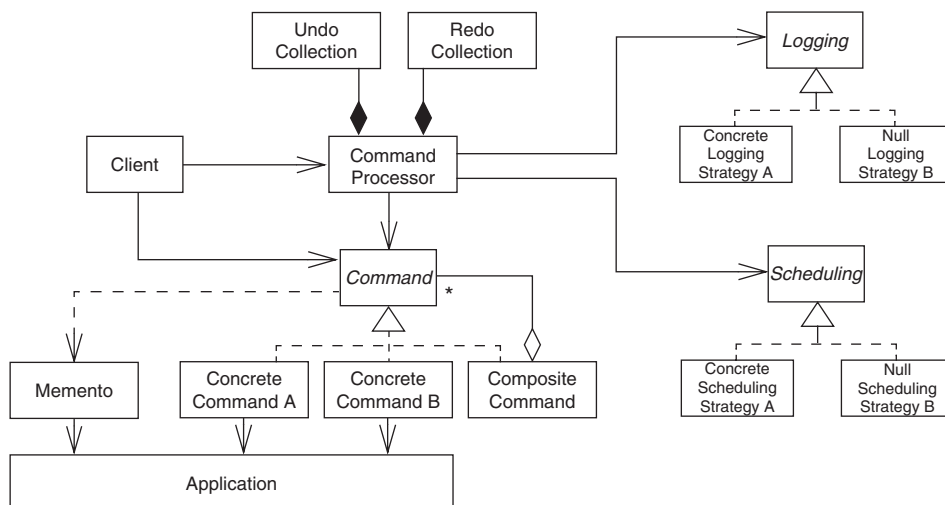 Undo
Collection
Redo
Collection
Logging
Client
Command
Processor
Concrete
Logging
Strategy A
Null
Logging
Strategy B
Command
*
Scheduling
Memento
Concrete
Command A
Concrete
Command B
Composite
Command
Concrete
Scheduling
Strategy A
Null
Scheduling
Strategy B
Application